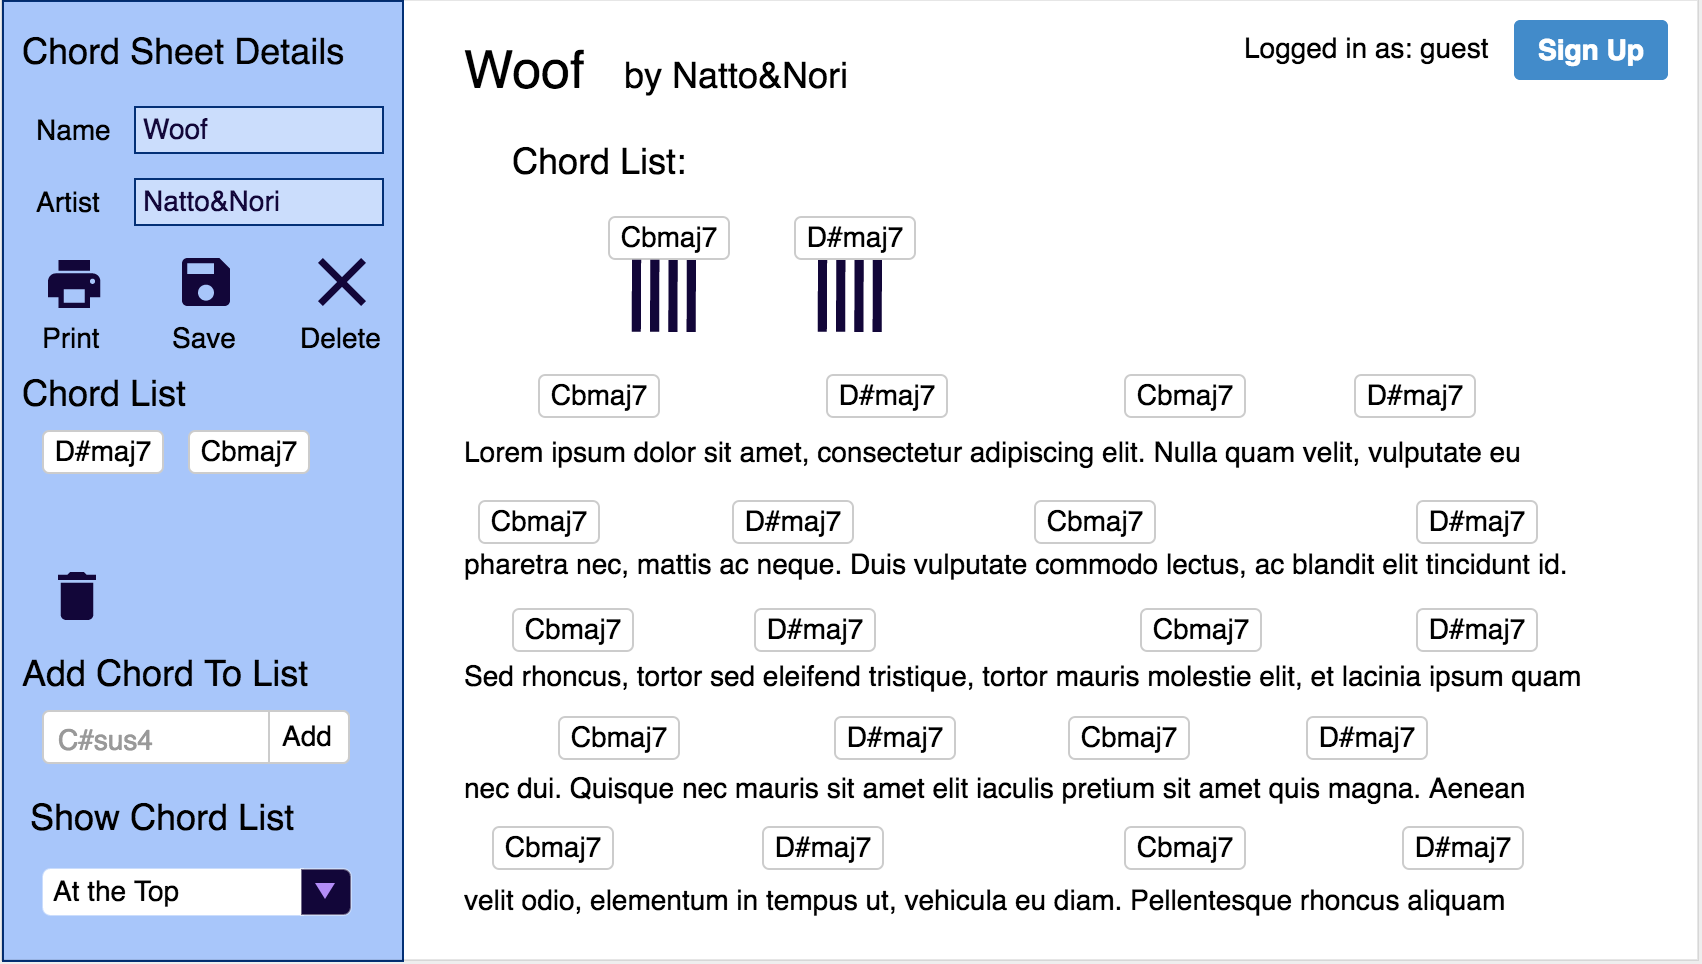 Chord Sheet Details
Name Woof
Artist Natto&Nori
Print Save Delete
Chord List
D#maj7 Cbmaj7
Add Chord To List
C#sus4 Add
Show Chord List
At the Top
Woof by Natto&Nori
Logged in as: guest Sign Up
Chord List:
Cbmaj7 D#maj7
Cbmaj7 D#maj7 Cbmaj7 D#maj7
Lorem ipsum dolor sit amet, consectetur adipiscing elit. Nulla quam velit, vulputate eu
Cbmaj7 D#maj7 Cbmaj7 D#maj7
pharetra nec, mattis ac neque. Duis vulputate commodo lectus, ac blandit elit tincidunt id.
Cbmaj7 D#maj7 Cbmaj7 D#maj7
Sed rhoncus, tortor sed eleifend tristique, tortor mauris molestie elit, et lacinia ipsum quam
Cbmaj7 D#maj7 Cbmaj7 D#maj7
nec dui. Quisque nec mauris sit amet elit iaculis pretium sit amet quis magna. Aenean
Cbmaj7 D#maj7 Cbmaj7 D#maj7
velit odio, elementum in tempus ut, vehicula eu diam. Pellentesque rhoncus aliquam